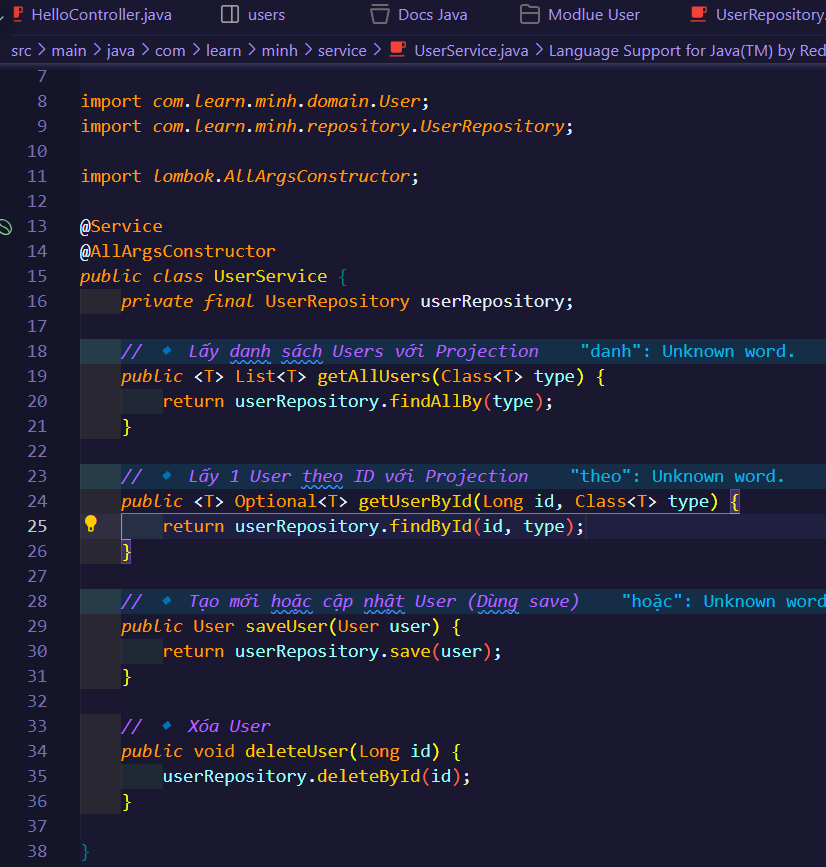 HelloController.java users Docs Java Modlue User UserRepository.
src > main > java > com > learn > minh > service > UserService.java > Language Support for Java(TM) by Red
7
8 import com.learn.minh.domain.User;
9 import com.learn.minh.repository.UserRepository;
10
11 import lombok.AllArgsConstructor;
12
13 @Service
14 @AllArgsConstructor
15 public class UserService {
16 private final UserRepository userRepository;
17
18 // 🔹 Lấy danh sách Users với Projection "danh": Unknown word.
19 public <T> List<T> getAllUsers(Class<T> type) {
20 return userRepository.findAllBy(type);
21 }
22
23 // 🔹 Lấy 1 User theo ID với Projection "theo": Unknown word.
24 public <T> Optional<T> getUserById(Long id, Class<T> type) {
25 return userRepository.findById(id, type);
26 }
27
28 // 🔹 Tạo mới hoặc cập nhật User (Dùng save) "hoặc": Unknown word
29 public User saveUser(User user) {
30 return userRepository.save(user);
31 }
32
33 // 🔹 Xóa User
34 public void deleteUser(Long id) {
35 userRepository.deleteById(id);
36 }
37
38 }